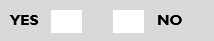 YES NO